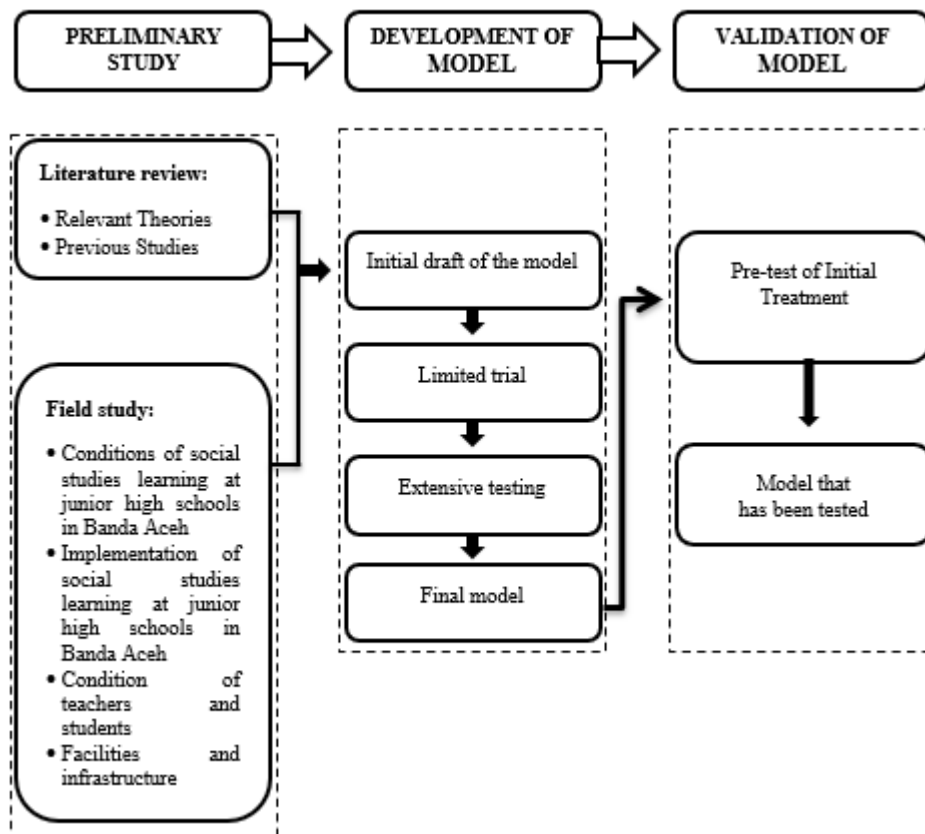 PRELIMINARY
STUDY
DEVELOPMENT OF
MODEL
VALIDATION OF
MODEL
Literature review:
• Relevant Theories
• Previous Studies
Field study:
• Conditions of social
studies learning at
junior high schools
in Banda Aceh
• Implementation of
social studies
learning at junior
high schools in
Banda Aceh
• Condition of
teachers and
students
• Facilities and
infrastructure
Initial draft of the model
Limited trial
Extensive testing
Final model
Pre-test of Initial
Treatment
Model that
has been tested